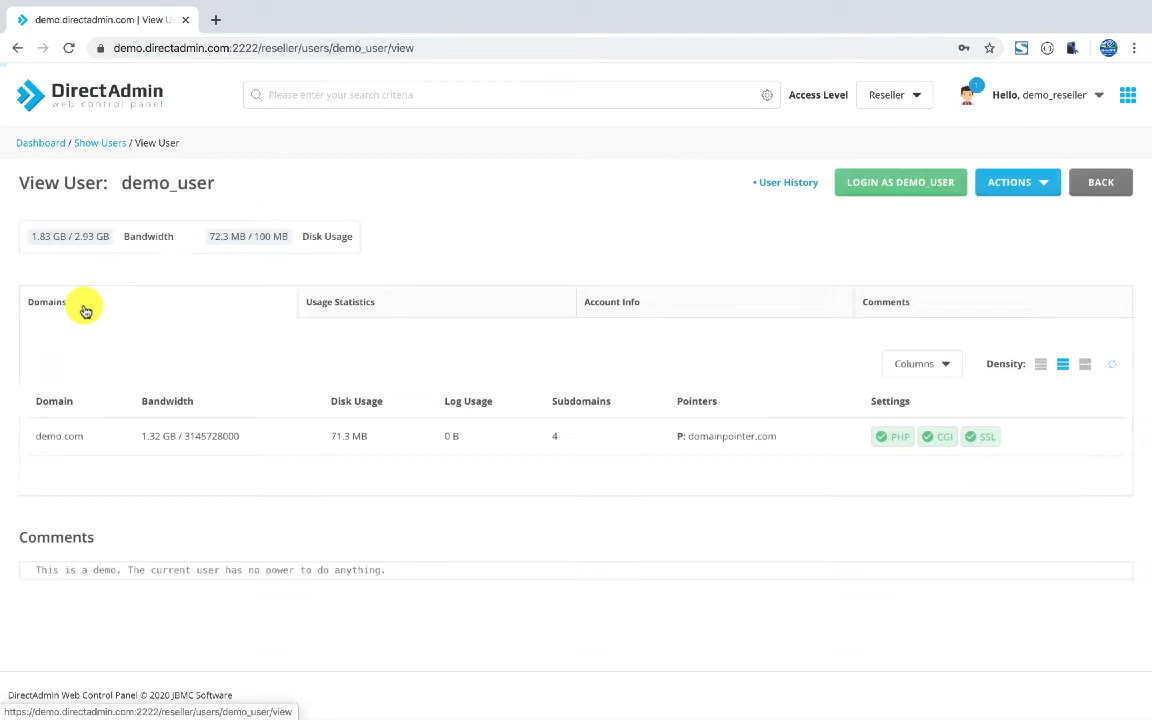 demo.directadmin.com | View U
demo.directadmin.com:2222/reseller/users/demo_user/view
DirectAdmin
web control panel
Please enter your search criteria
Access Level
Reseller
1
Hello, demo_reseller
Dashboard / Show Users / View User
View User: demo_user
• User History
LOGIN AS DEMO_USER
ACTIONS
BACK
1.83 GB / 2.93 GB Bandwidth
72.3 MB / 100 MB Disk Usage
Domains
Usage Statistics
Account Info
Comments
Columns
Density:
Domain Bandwidth Disk Usage Log Usage Subdomains Pointers Settings
demo.com 1.32 GB / 3145728000 71.3 MB 0 B 4 P: domainpointer.com PHP CGI SSL
Comments
This is a demo. The current user has no power to do anything.
DirectAdmin Web Control Panel © 2020 JBMC Software
https://demo.directadmin.com:2222/reseller/users/demo_user/view